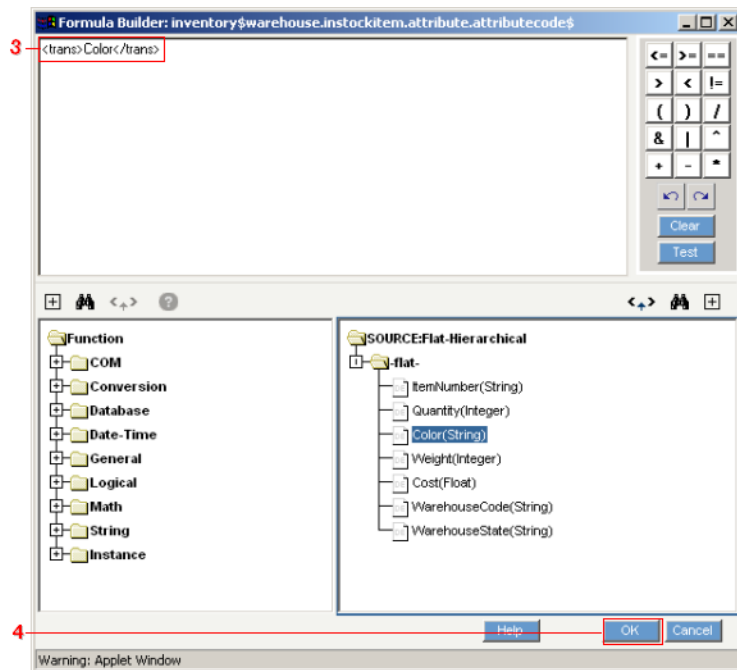 Formula Builder: inventory$warehouse.instockitem.attribute.attributecode$
3
<trans>Color</trans>
<= >= ==
> < !=
( ) /
& | ^
+ - *
Clear
Test
Function
COM
Conversion
Database
Date-Time
General
Logical
Math
String
Instance
SOURCE:Flat-Hierarchical
-flat-
ItemNumber(String)
Quantity(Integer)
Color(String)
Weight(Integer)
Cost(Float)
WarehouseCode(String)
WarehouseState(String)
4
Help OK Cancel
Warning: Applet Window